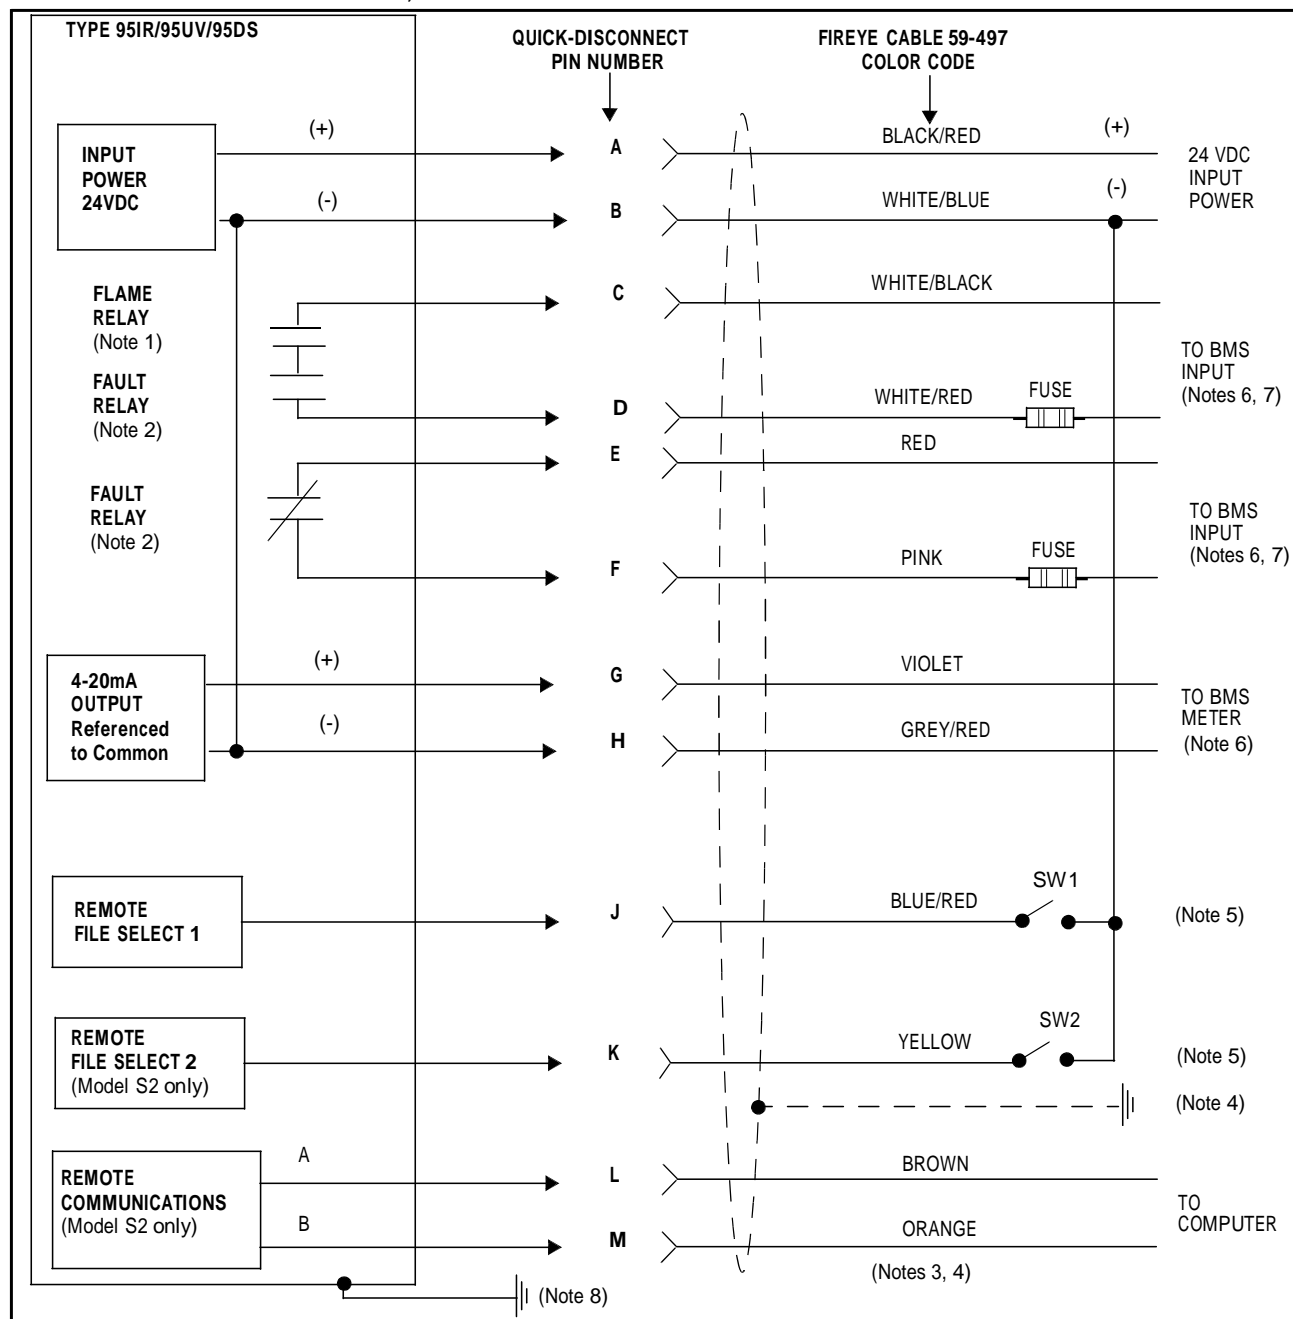 TYPE 95IR/95UV/95DS
QUICK-DISCONNECT
PIN NUMBER
FIREYE CABLE 59-497
COLOR CODE
INPUT
POWER
24VDC
(+)
A
BLACK/RED
(+)
24 VDC
INPUT
POWER
(-)
B
WHITE/BLUE
(-)
FLAME
RELAY
(Note 1)
C
WHITE/BLACK
FAULT
RELAY
(Note 2)
D
WHITE/RED
FUSE
TO BMS
INPUT
(Notes 6, 7)
E
RED
FAULT
RELAY
(Note 2)
F
PINK
FUSE
TO BMS
INPUT
(Notes 6, 7)
4-20mA
OUTPUT
Referenced
to Common
(+)
G
VIOLET
TO BMS
METER
(Note 6)
(-)
H
GREY/RED
REMOTE
FILE SELECT 1
J
BLUE/RED
SW1
(Note 5)
REMOTE
FILE SELECT 2
(Model S2 only)
K
YELLOW
SW2
(Note 5)
(Note 4)
REMOTE
COMMUNICATIONS
(Model S2 only)
A
L
BROWN
TO
COMPUTER
B
M
ORANGE
(Notes 3, 4)
(Note 8)